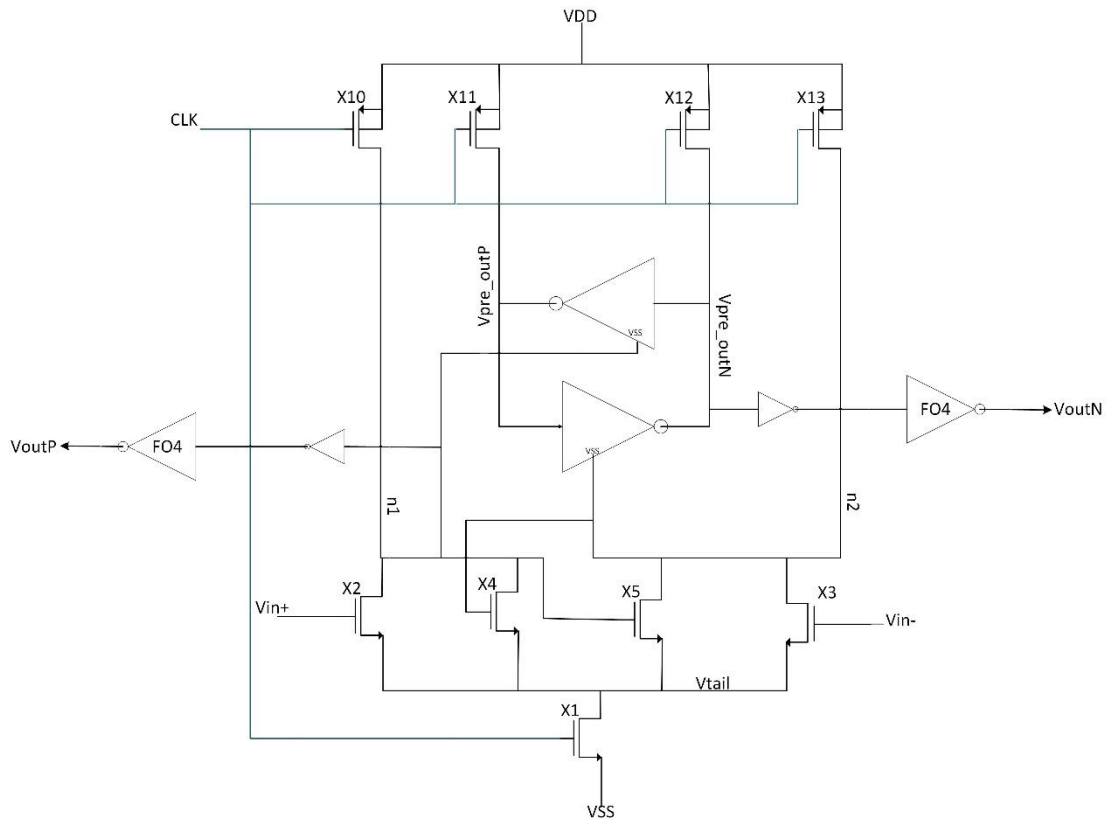 VDD
X10
X11
X12
X13
CLK
Vpre_outP
Vpre_outN
VSS
FO4
VoutN
VoutP
FO4
VSS
n1
n2
X2
X4
X5
X3
Vin+
Vin-
Vtail
X1
VSS